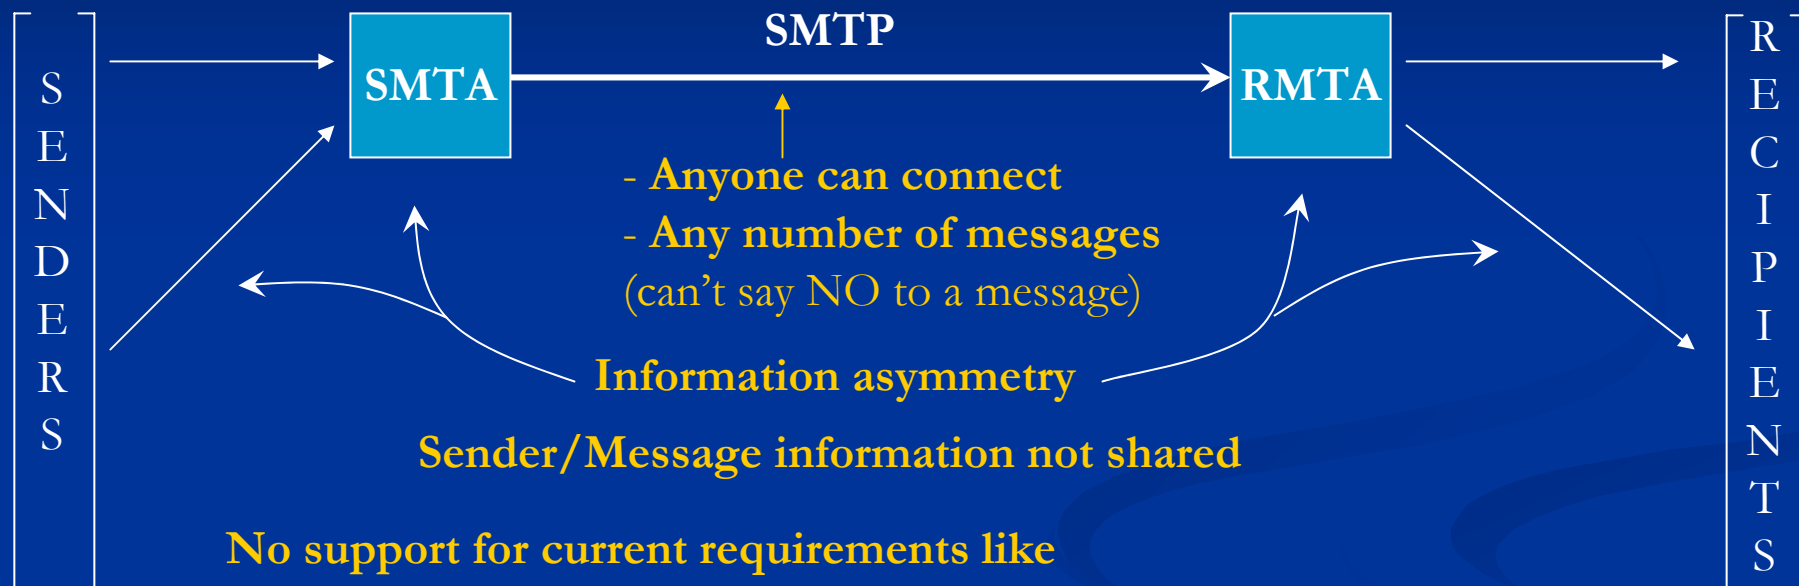 SENDERS
SMTA
SMTP
RMTA
RECIPIENTS
- Anyone can connect
- Any number of messages
(can't say NO to a message)
Information asymmetry
Sender/Message information not shared
No support for current requirements like